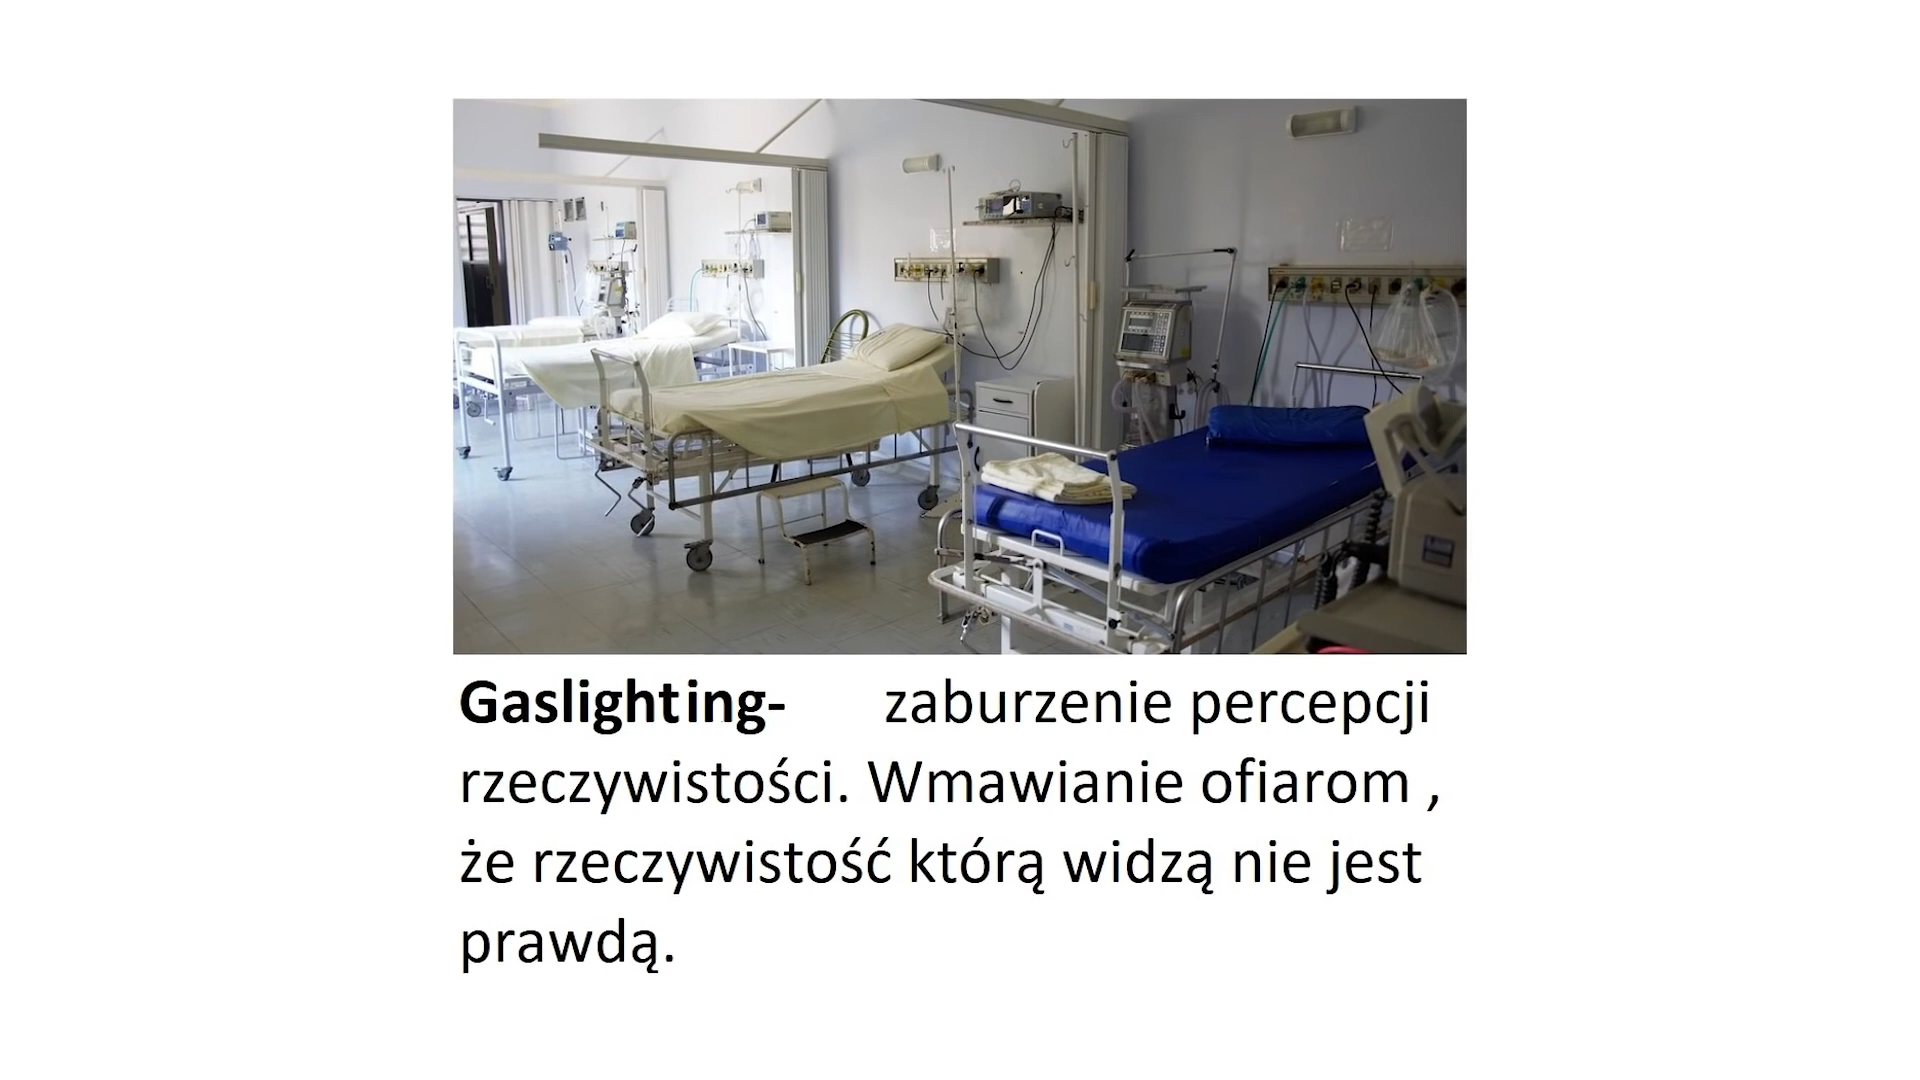 Gaslighting- zaburzenie percepcji
rzeczywistości. Wmawianie ofiarom ,
że rzeczywistość którą widzą nie jest
prawdą.